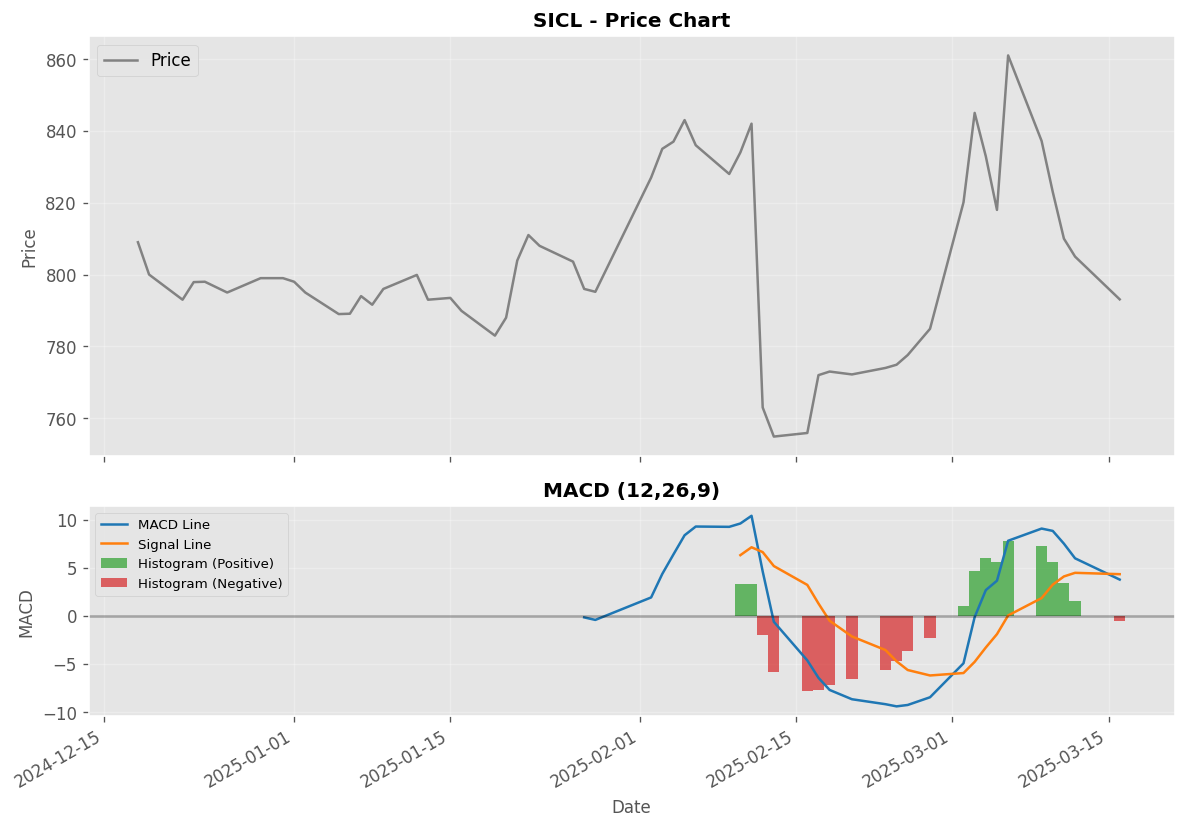 SICL - Price Chart
Price
860
840
820
800
780
760
Price
MACD (12,26,9)
MACD Line
Signal Line
Histogram (Positive)
Histogram (Negative)
10
5
0
−5
−10
MACD
2024-12-15
2025-01-01
2025-01-15
2025-02-01
2025-02-15
2025-03-01
2025-03-15
Date